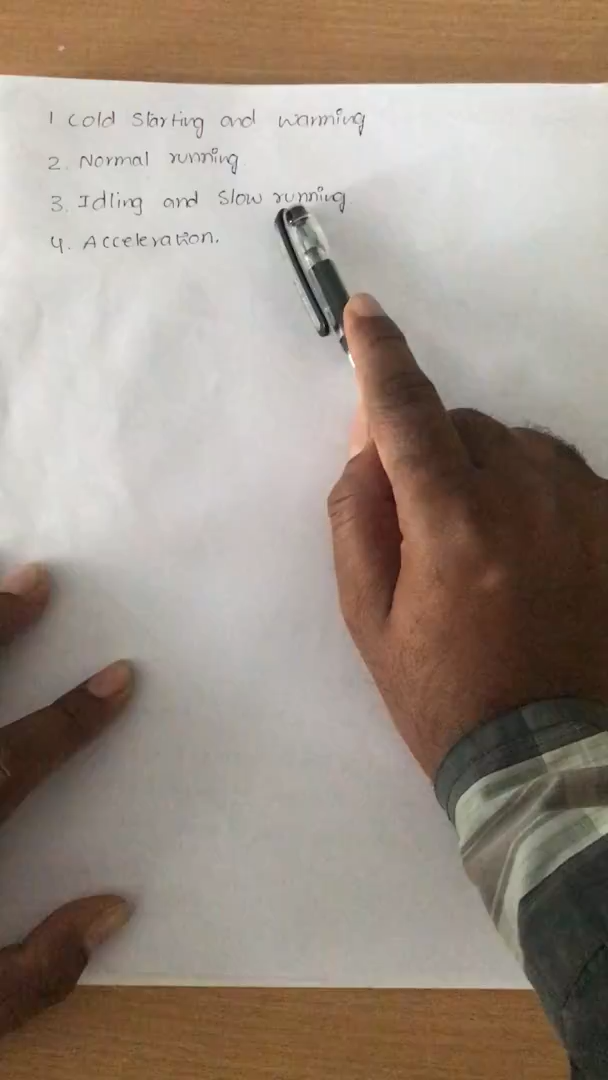 1 Cold Starting and warming
2. Normal running
3. Idling and Slow running.
4. Acceleration.